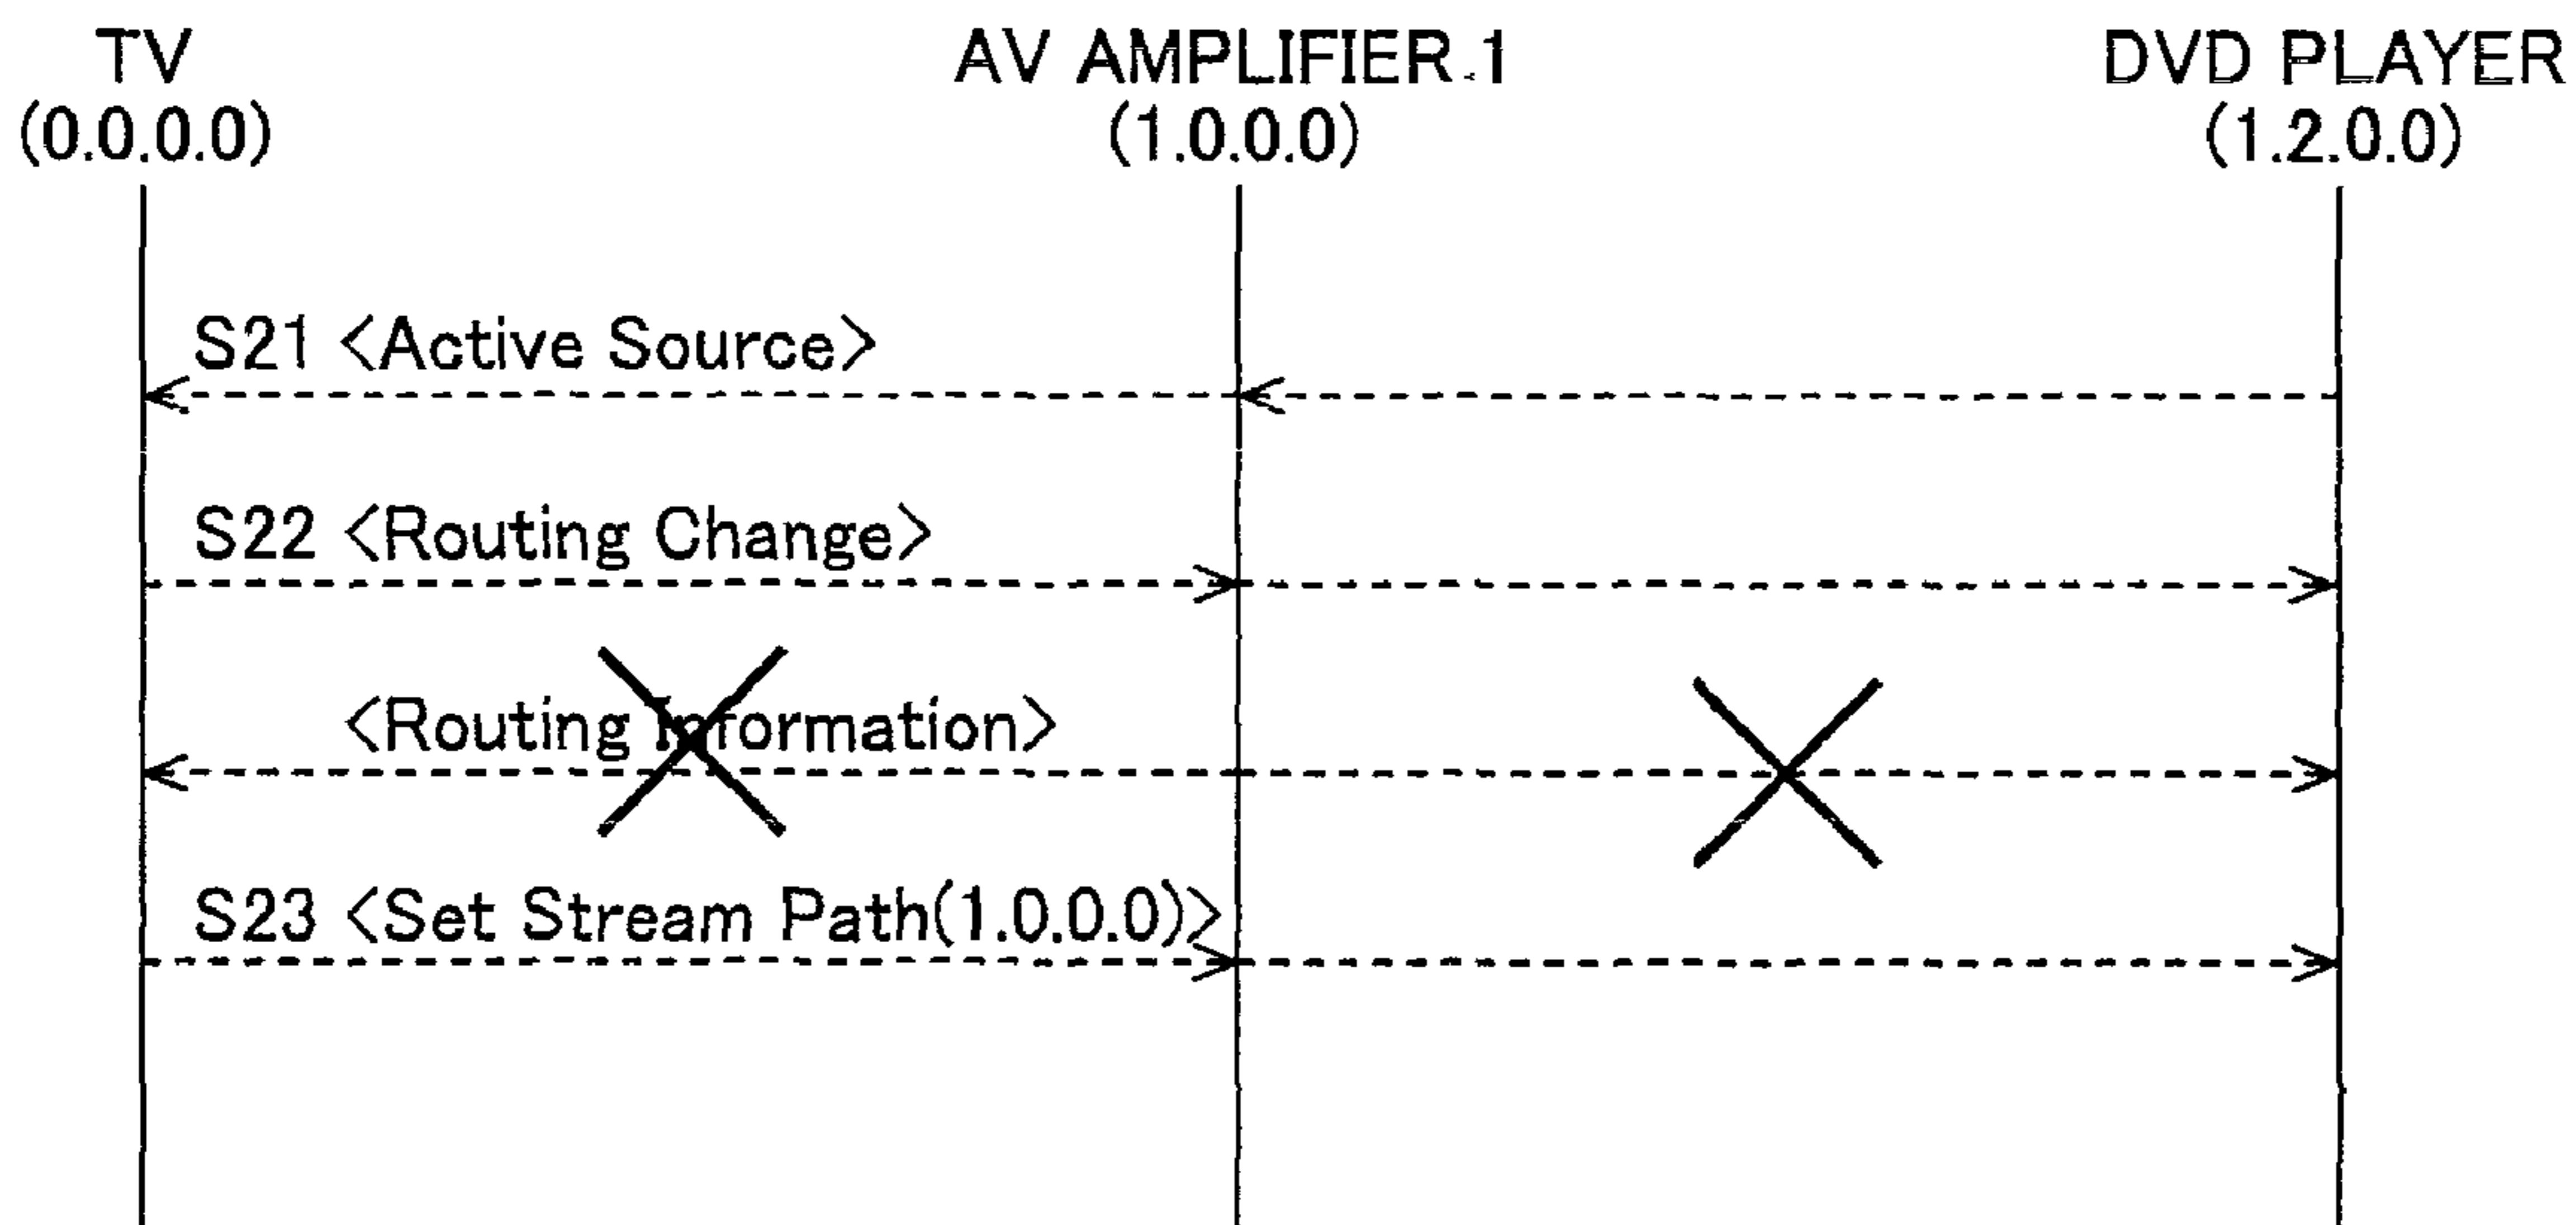 TV
(0.0.0.0)
AV AMPLIFIER 1
(1.0.0.0)
DVD PLAYER
(1.2.0.0)
S21 <Active Source>
S22 <Routing Change>
<Routing Information>
S23 <Set Stream Path(1.0.0.0)>